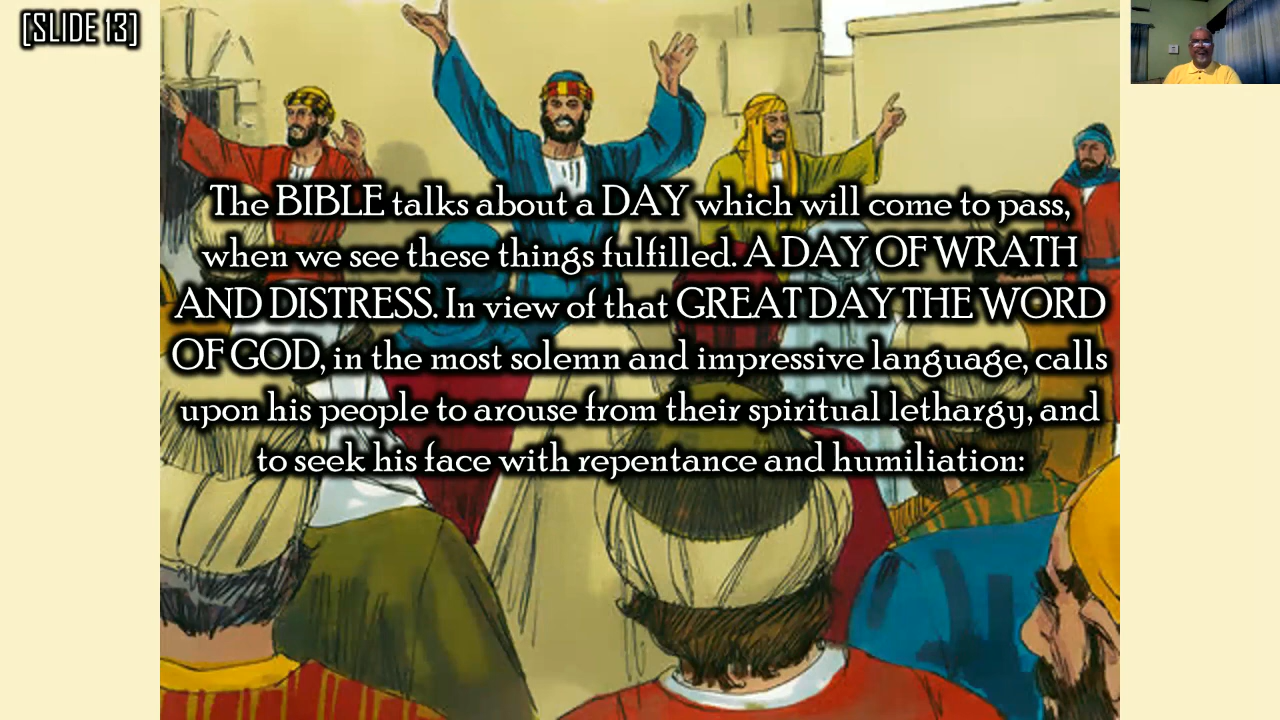 [SLIDE 13]
The BIBLE talks about a DAY which will come to pass,
when we see these things fulfilled. A DAY OF WRATH
AND DISTRESS. In view of that GREAT DAY THE WORD
OF GOD, in the most solemn and impressive language, calls
upon his people to arouse from their spiritual lethargy, and
to seek his face with repentance and humiliation: